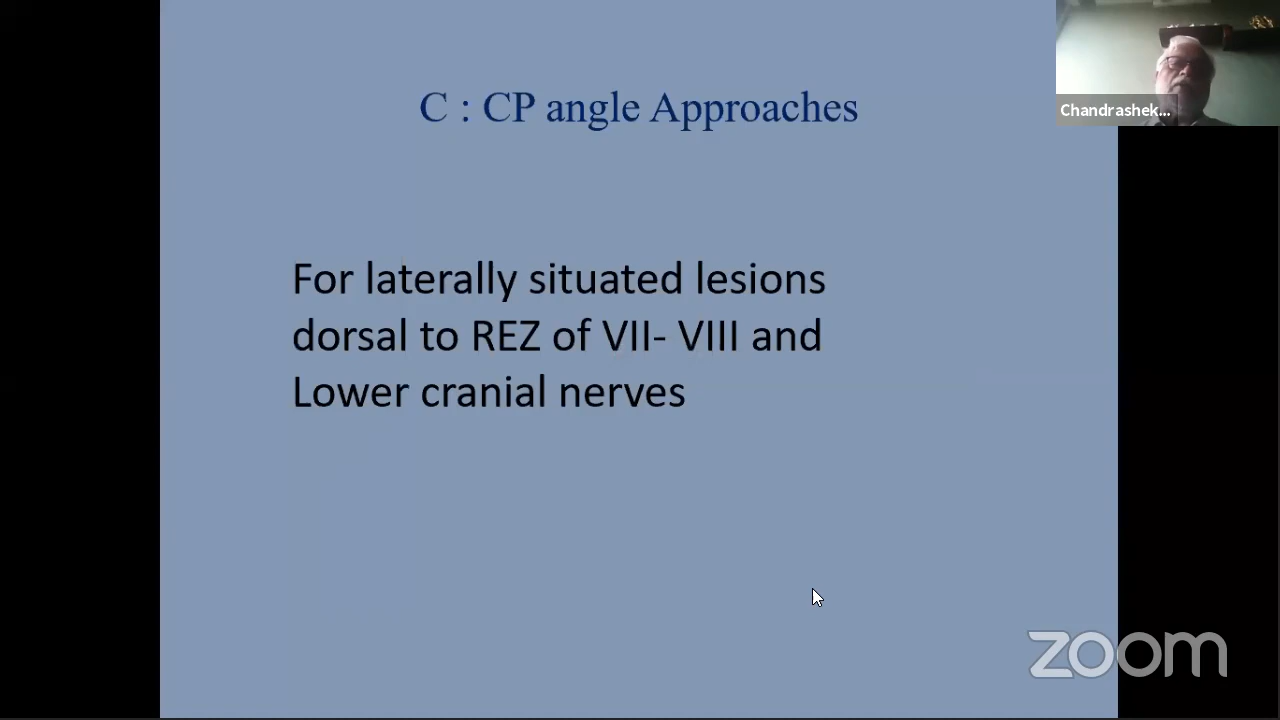 C : CP angle Approaches
Chandrashek...
For laterally situated lesions
dorsal to REZ of VII- VIII and
Lower cranial nerves
zoom